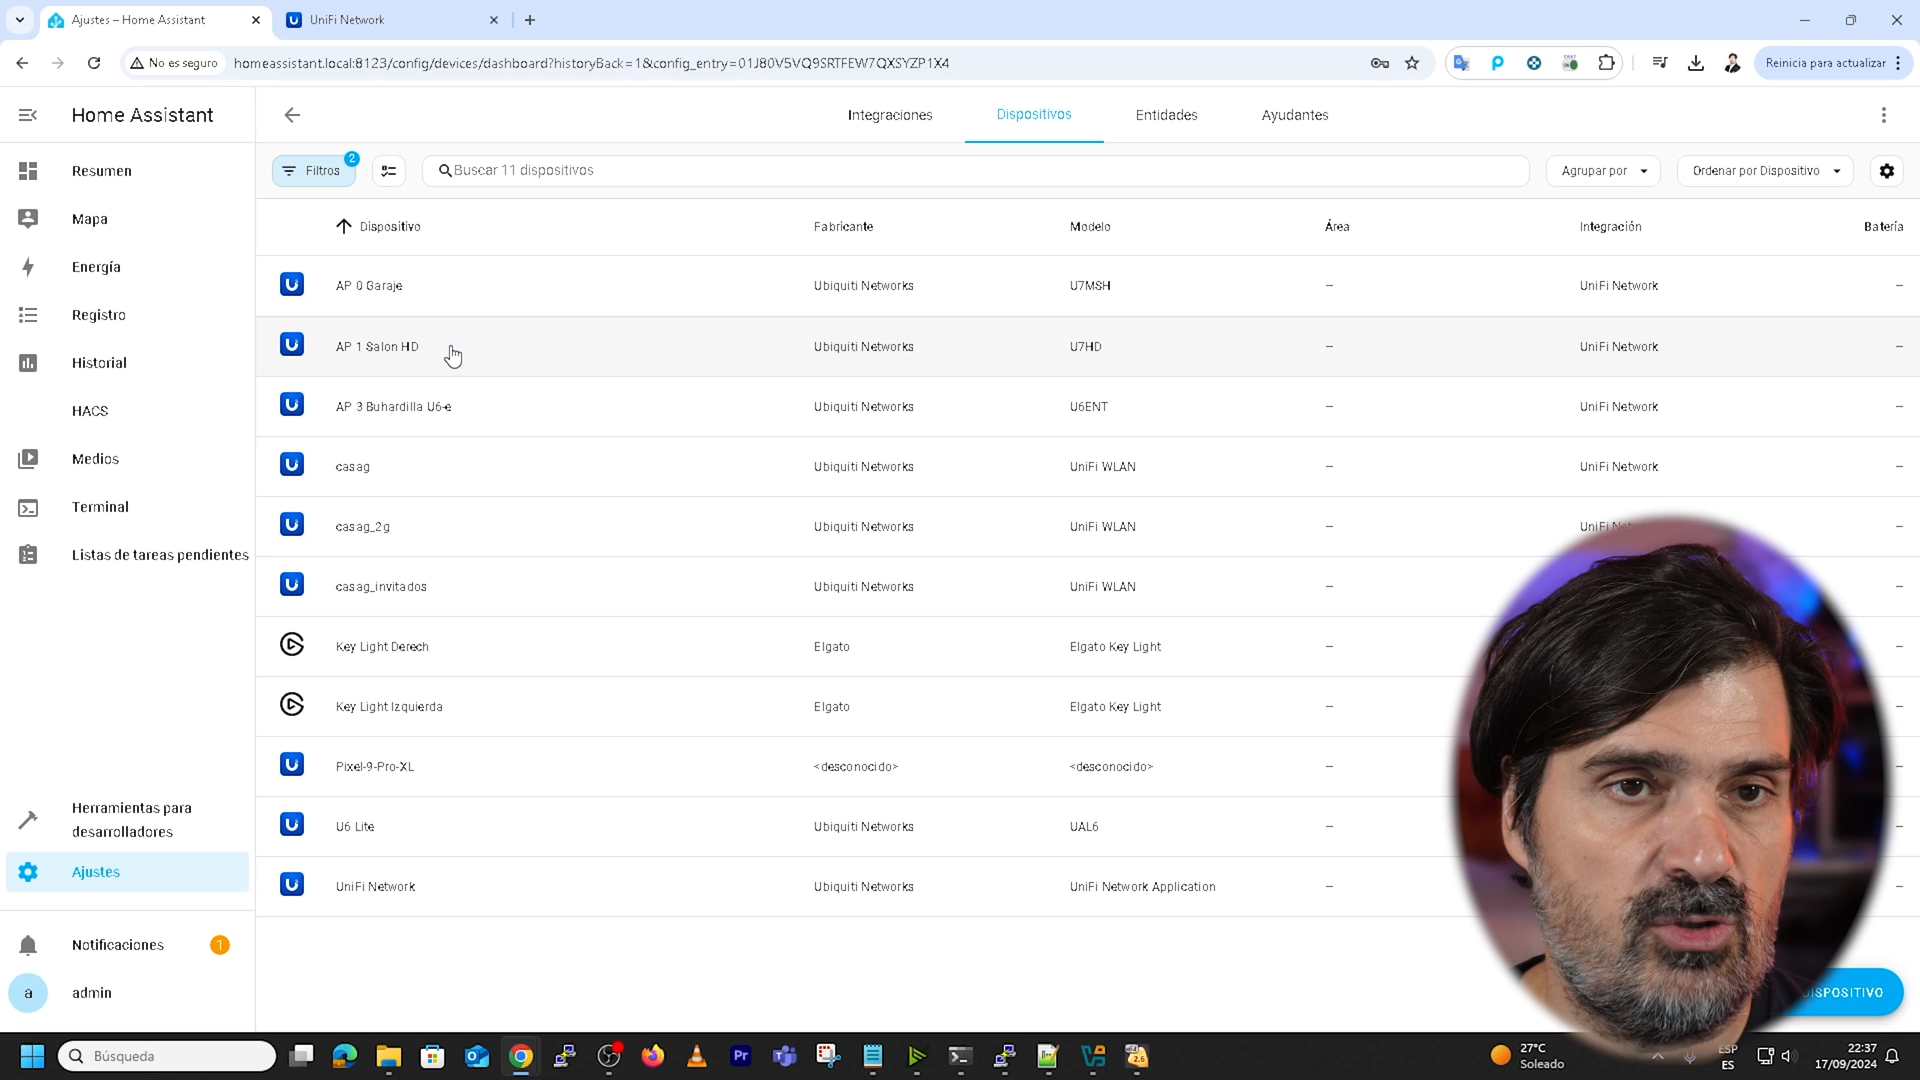 Ajustes – Home Assistant
UniFi Network
No es seguro
homeassistant.local:8123/config/devices/dashboard?historyBack=1&config_entry=01J80V5VQ9SRTFEW7QXSYZP1X4
Reinicia para actualizar
Home Assistant
Integraciones
Dispositivos
Entidades
Ayudantes
Resumen
Mapa
Energía
Registro
Historial
HACS
Medios
Terminal
Listas de tareas pendientes
Herramientas para
desarrolladores
Ajustes
Notificaciones 1
a admin
Filtros 2
Buscar 11 dispositivos
Agrupar por
Ordenar por Dispositivo
Dispositivo Fabricante Modelo Área Integración Batería
AP 0 Garaje Ubiquiti Networks U7MSH – UniFi Network –
AP 1 Salon HD Ubiquiti Networks U7HD – UniFi Network –
AP 3 Buhardilla U6-e Ubiquiti Networks U6ENT – UniFi Network –
casag Ubiquiti Networks UniFi WLAN – UniFi Network –
casag_2g Ubiquiti Networks UniFi WLAN – UniFi –
casag_invitados Ubiquiti Networks UniFi WLAN – –
Key Light Derech Elgato Elgato Key Light – –
Key Light Izquierda Elgato Elgato Key Light – –
Pixel-9-Pro-XL <desconocido> <desconocido> – –
U6 Lite Ubiquiti Networks UAL6 – –
UniFi Network Ubiquiti Networks UniFi Network Application – –
DISPOSITIVO
Búsqueda
Pr
2.6
27°C
Soleado
ESP
ES
22:37
17/09/2024